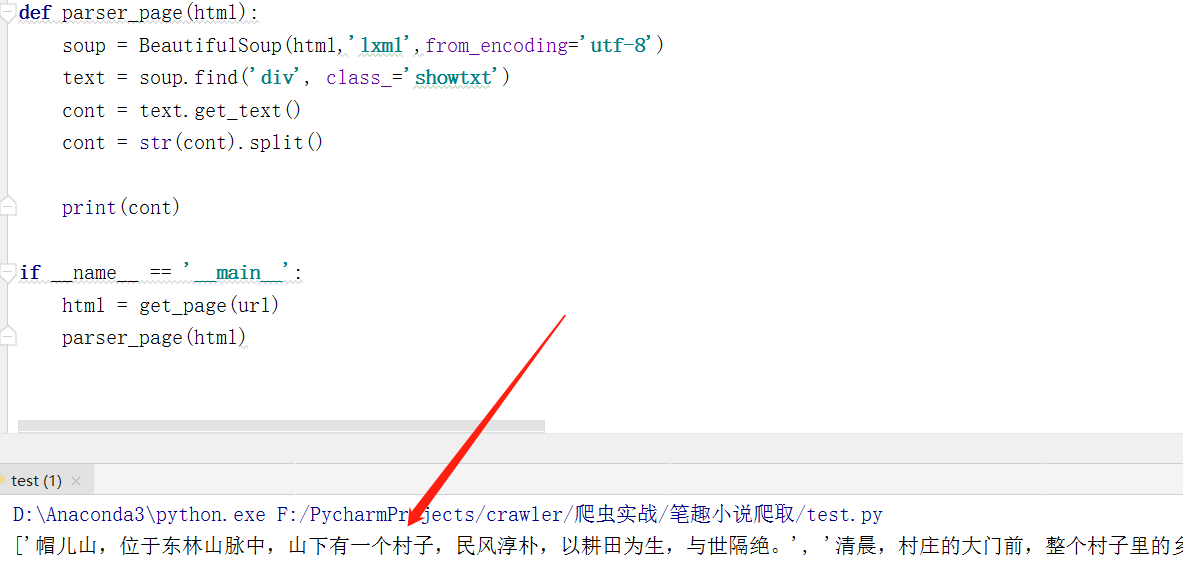 def parser_page(html):
    soup = BeautifulSoup(html,'lxml',from_encoding='utf-8')
    text = soup.find('div', class_='showtxt')
    cont = text.get_text()
    cont = str(cont).split()
    print(cont)
if __name__ == '__main__':
    html = get_page(url)
    parser_page(html)
test (1) ×
D:\Anaconda3\python.exe F:/PycharmProjects/crawler/爬虫实战/笔趣小说爬取/test.py
['帽儿山，位于东林山脉中，山下有一个村子，民风淳朴，以耕田为生，与世隔绝。', '清晨，村庄的大门前，整个村子里的